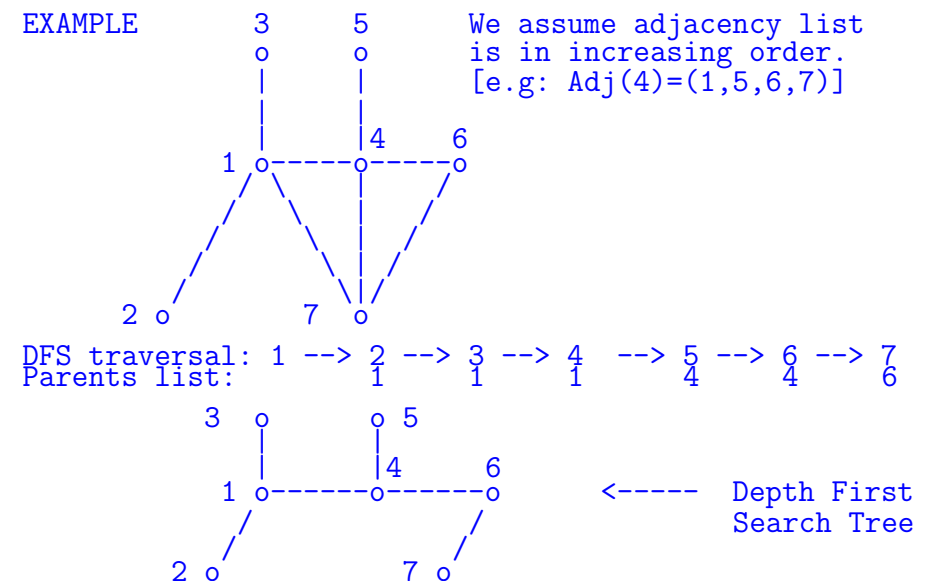 EXAMPLE 3 5 We assume adjacency list
o o is in increasing order.
[e.g: Adj(4)=(1,5,6,7)]
4 6
1 o-----o-----o
2 o 7 o
DFS traversal: 1 --> 2 --> 3 --> 4 --> 5 --> 6 --> 7
Parents list: 1 1 1 4 4 6
3 o o 5
4 6
1 o------o------o <----- Depth First
Search Tree
2 o 7 o